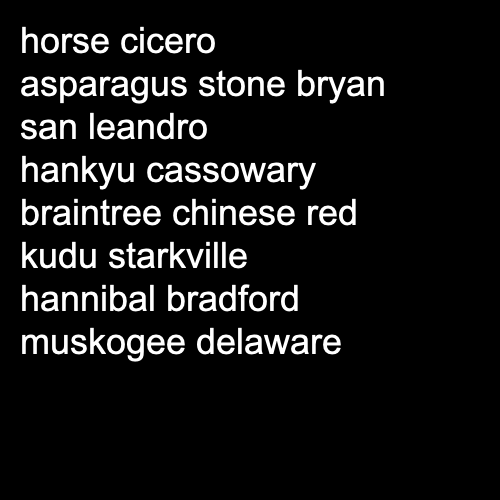 horse cicero
asparagus stone bryan
san leandro
hankyu cassowary
braintree chinese red
kudu starkville
hannibal bradford
muskogee delaware